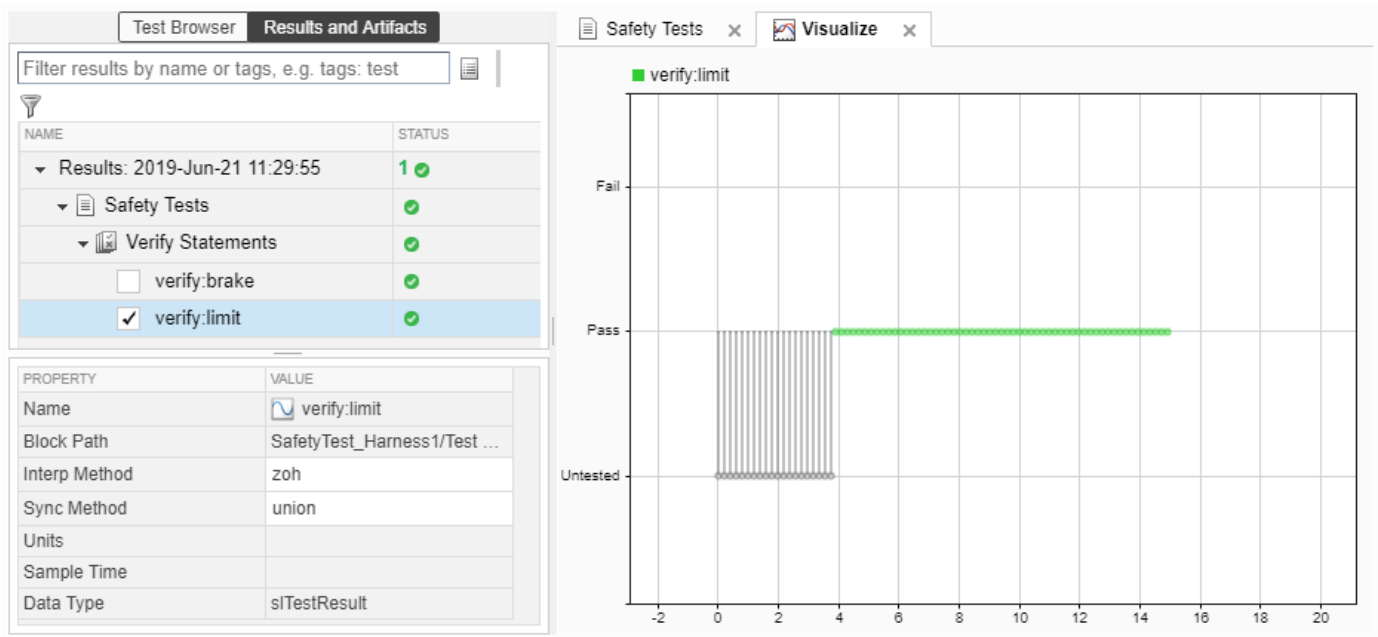 Test Browser Results and Artifacts
Filter results by name or tags, e.g. tags: test
NAME STATUS
Results: 2019-Jun-21 11:29:55 1
Safety Tests
Verify Statements
verify:brake
verify:limit
PROPERTY VALUE
Name verify:limit
Block Path SafetyTest_Harness1/Test ...
Interp Method zoh
Sync Method union
Units
Sample Time
Data Type slTestResult
Safety Tests Visualize
verify:limit
Fail
Pass
Untested
-2 0 2 4 6 8 10 12 14 16 18 20